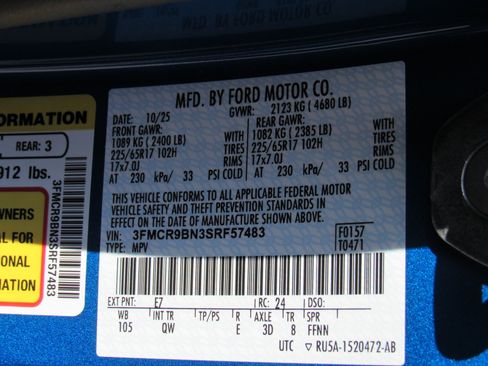 BY FORD MOTOR CO.
ORMATION
REAR: 3
912 lbs.
3FMCR9BN3SRF57483
OWNERS
MFD. BY FORD MOTOR CO.
DATE: 10/25 GVWR: 2123 KG ( 4680 LB)
FRONT GAWR: REAR GAWR:
1089 KG ( 2400 LB) 1082 KG ( 2385 LB)
225/65R17 102H TIRES 225/65R17 102H TIRES
17x7.0J RIMS 17x7.0J RIMS
AT 230 kPa/ 33 PSI COLD AT 230 kPa/ 33 PSI COLD
THIS VEHICLE CONFORMS TO ALL APPLICABLE FEDERAL MOTOR
VEHICLE SAFETY AND THEFT PREVENTION STANDARDS IN
EFFECT ON THE DATE OF MANUFACTURE SHOWN ABOVE.
VIN: 3FMCR9BN3SRF57483 F0157
TYPE: MPV T0471
EXT PNT: E7 RC: 24 DSO:
WB INT TR TP/PS R AXLE TR SPR
105 QW E 3D 8 FFNN
UTC ▽ RU5A-1520472-AB